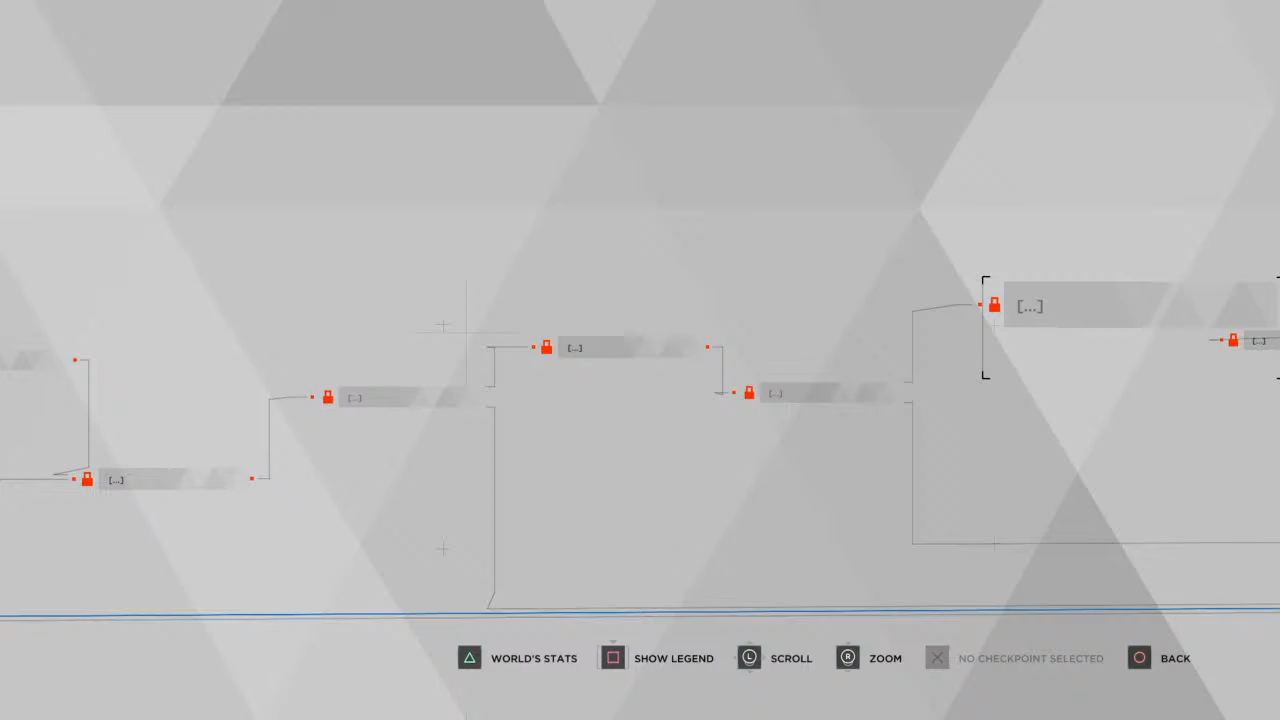 [...]
[...]
[...]
[...]
[...]
[...]
WORLD'S STATS
SHOW LEGEND
L
SCROLL
R
ZOOM
NO CHECKPOINT SELECTED
BACK